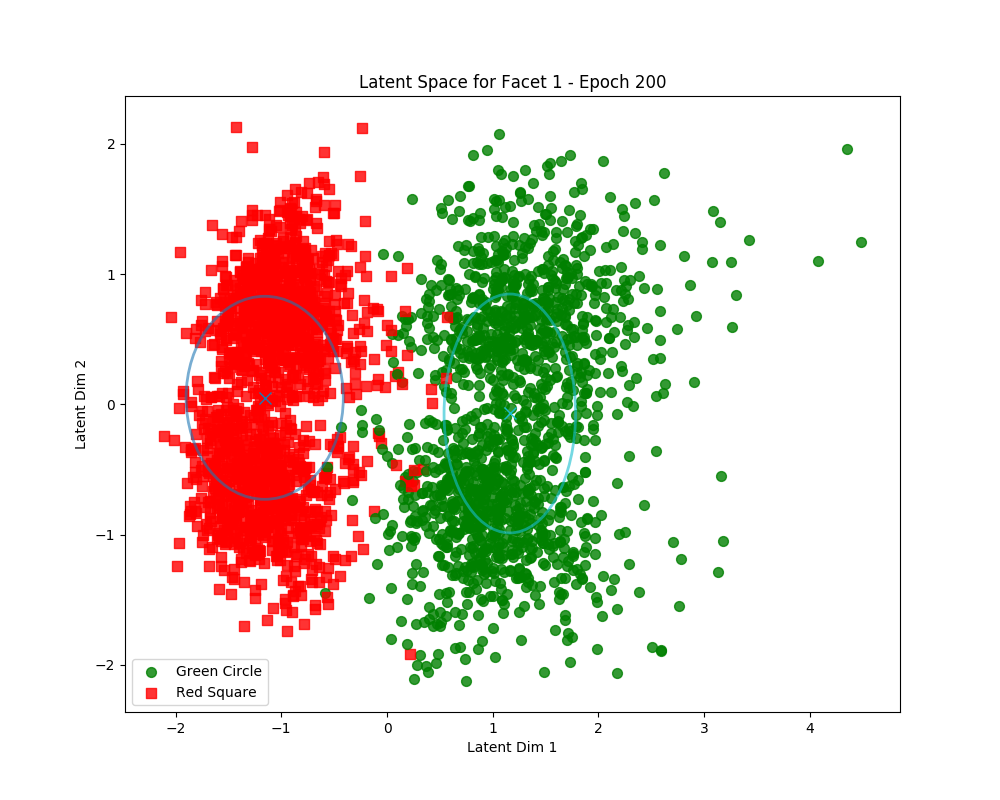 Latent Space for Facet 1 - Epoch 200
2
1
0
−1
−2
Latent Dim 2
Green Circle
Red Square
−2 −1 0 1 2 3 4
Latent Dim 1